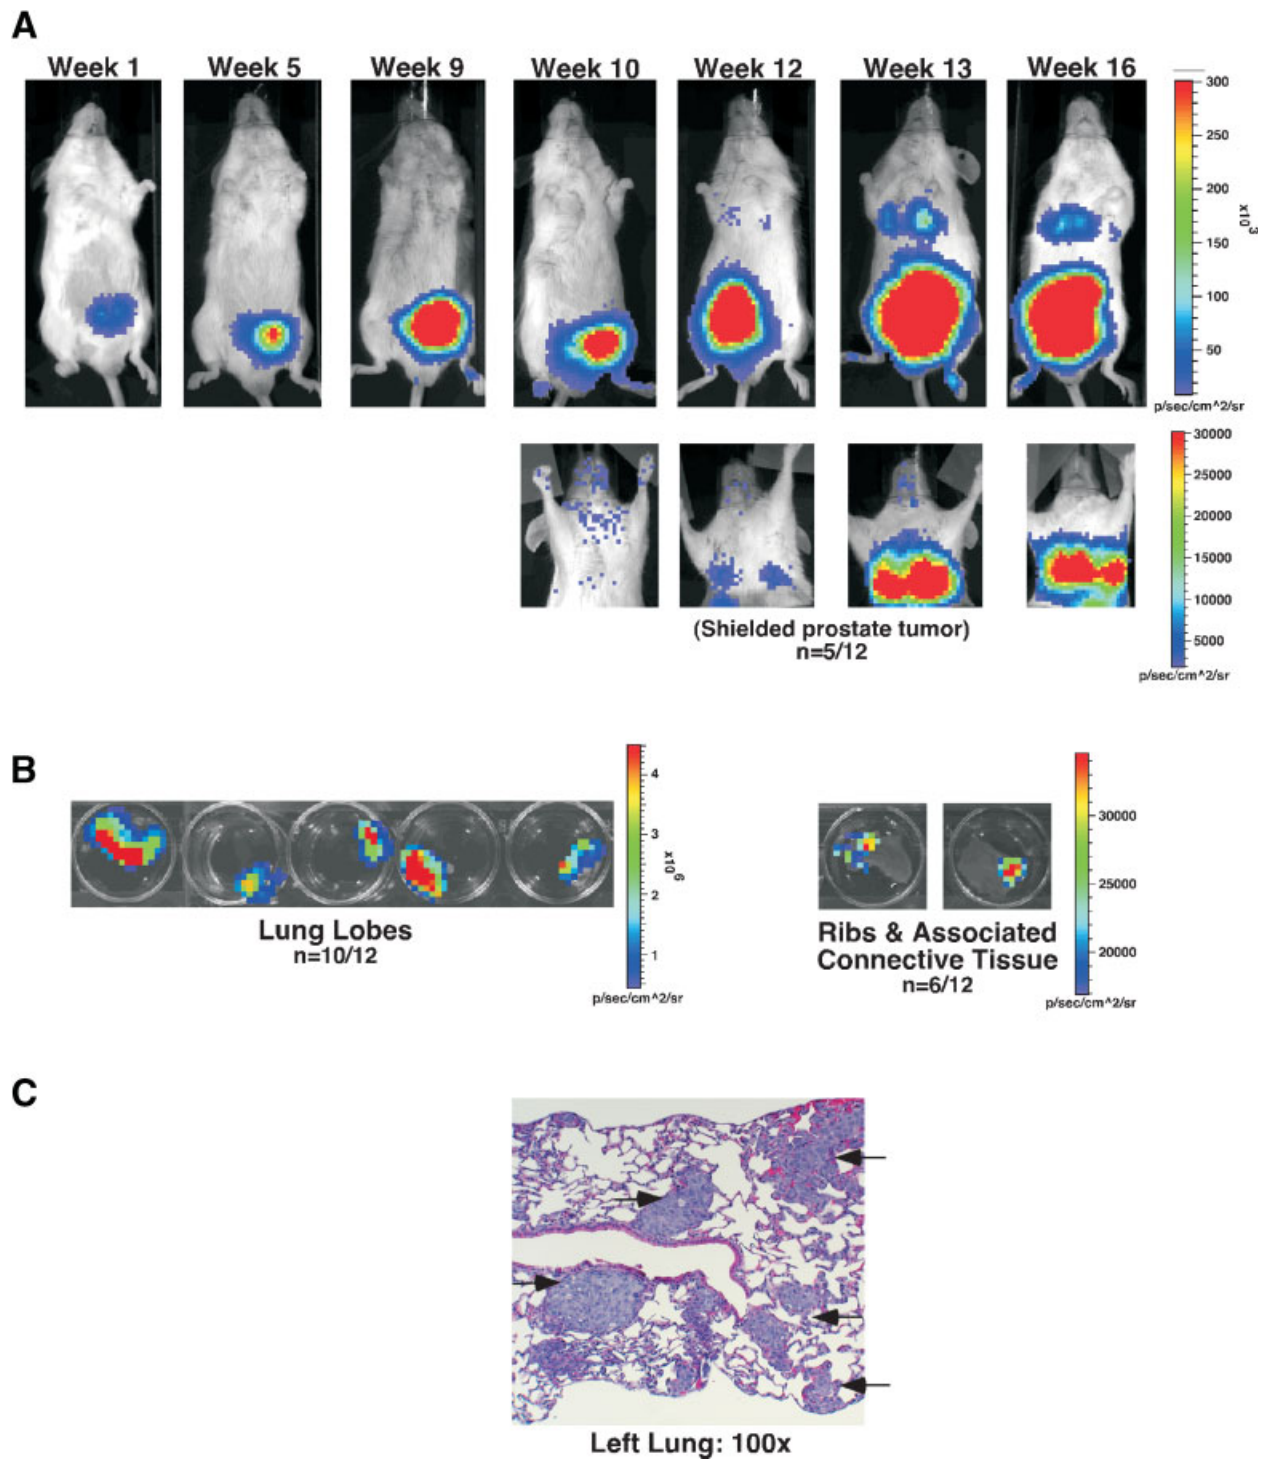 A
Week 1 Week 5 Week 9 Week 10 Week 12 Week 13 Week 16
300
250
200
150
100
50
x10^3
p/sec/cm^2/sr
30000
25000
20000
15000
10000
5000
p/sec/cm^2/sr
(Shielded prostate tumor)
n=5/12
B
4
3
2
1
x10^6
p/sec/cm^2/sr
Lung Lobes
n=10/12
30000
25000
20000
p/sec/cm^2/sr
Ribs & Associated
Connective Tissue
n=6/12
C
Left Lung: 100x